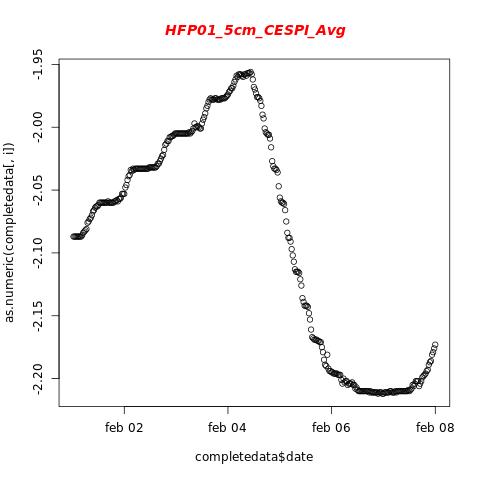 HFP01_5cm_CESPI_Avg
as.numeric(completedata[, i])
-1.95
-2.00
-2.05
-2.10
-2.15
-2.20
feb 02
feb 04
feb 06
feb 08
completedata$date